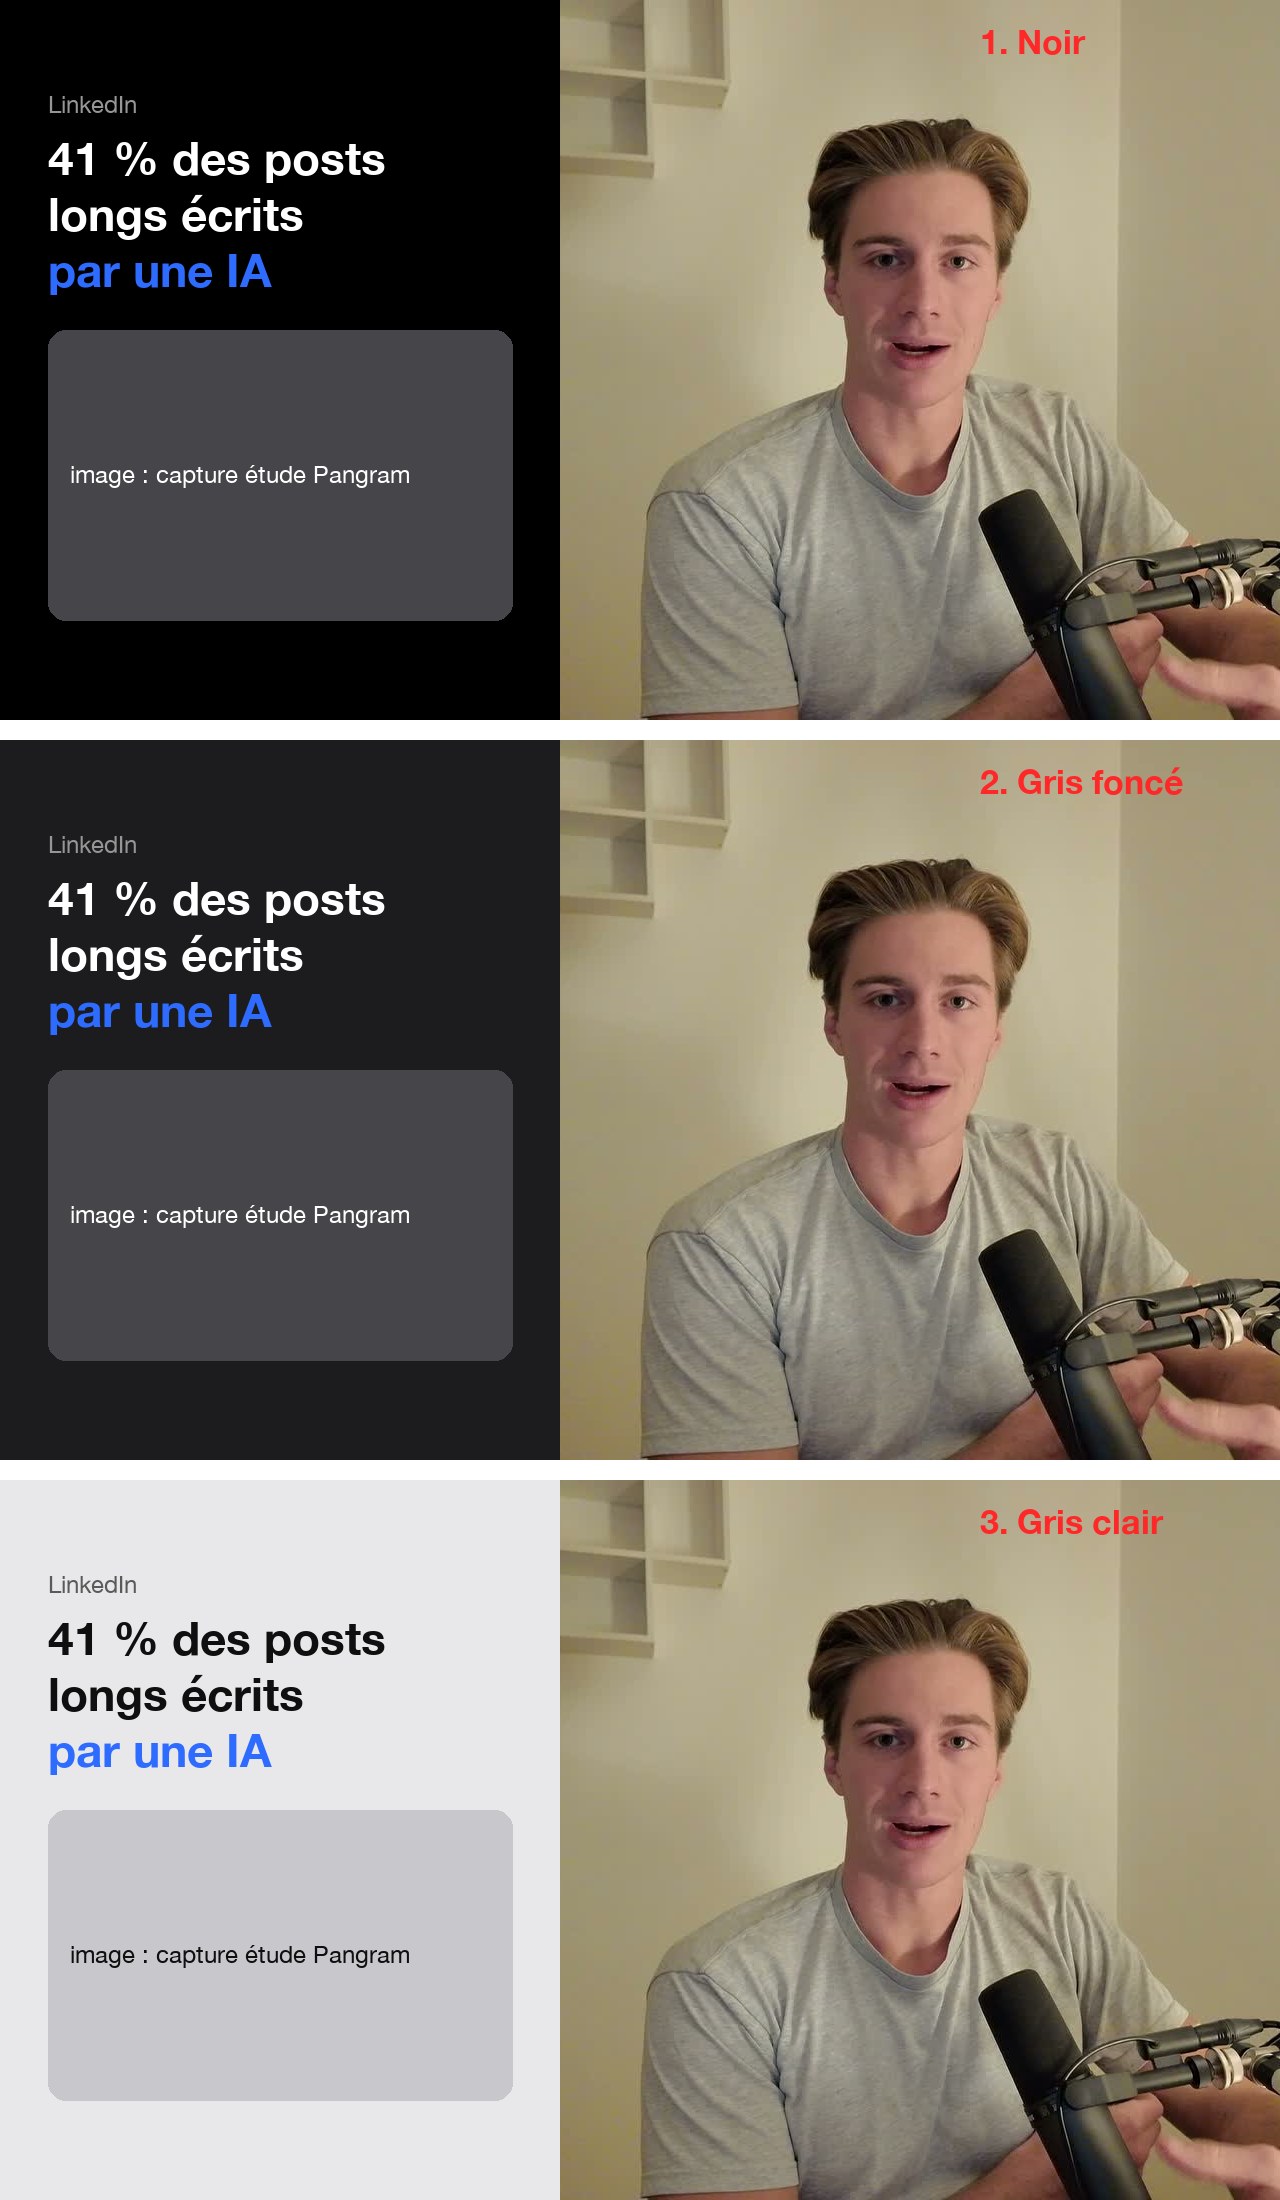 1. Noir
LinkedIn
41 % des posts
longs écrits
par une IA
image : capture étude Pangram
2. Gris foncé
LinkedIn
41 % des posts
longs écrits
par une IA
image : capture étude Pangram
3. Gris clair
LinkedIn
41 % des posts
longs écrits
par une IA
image : capture étude Pangram